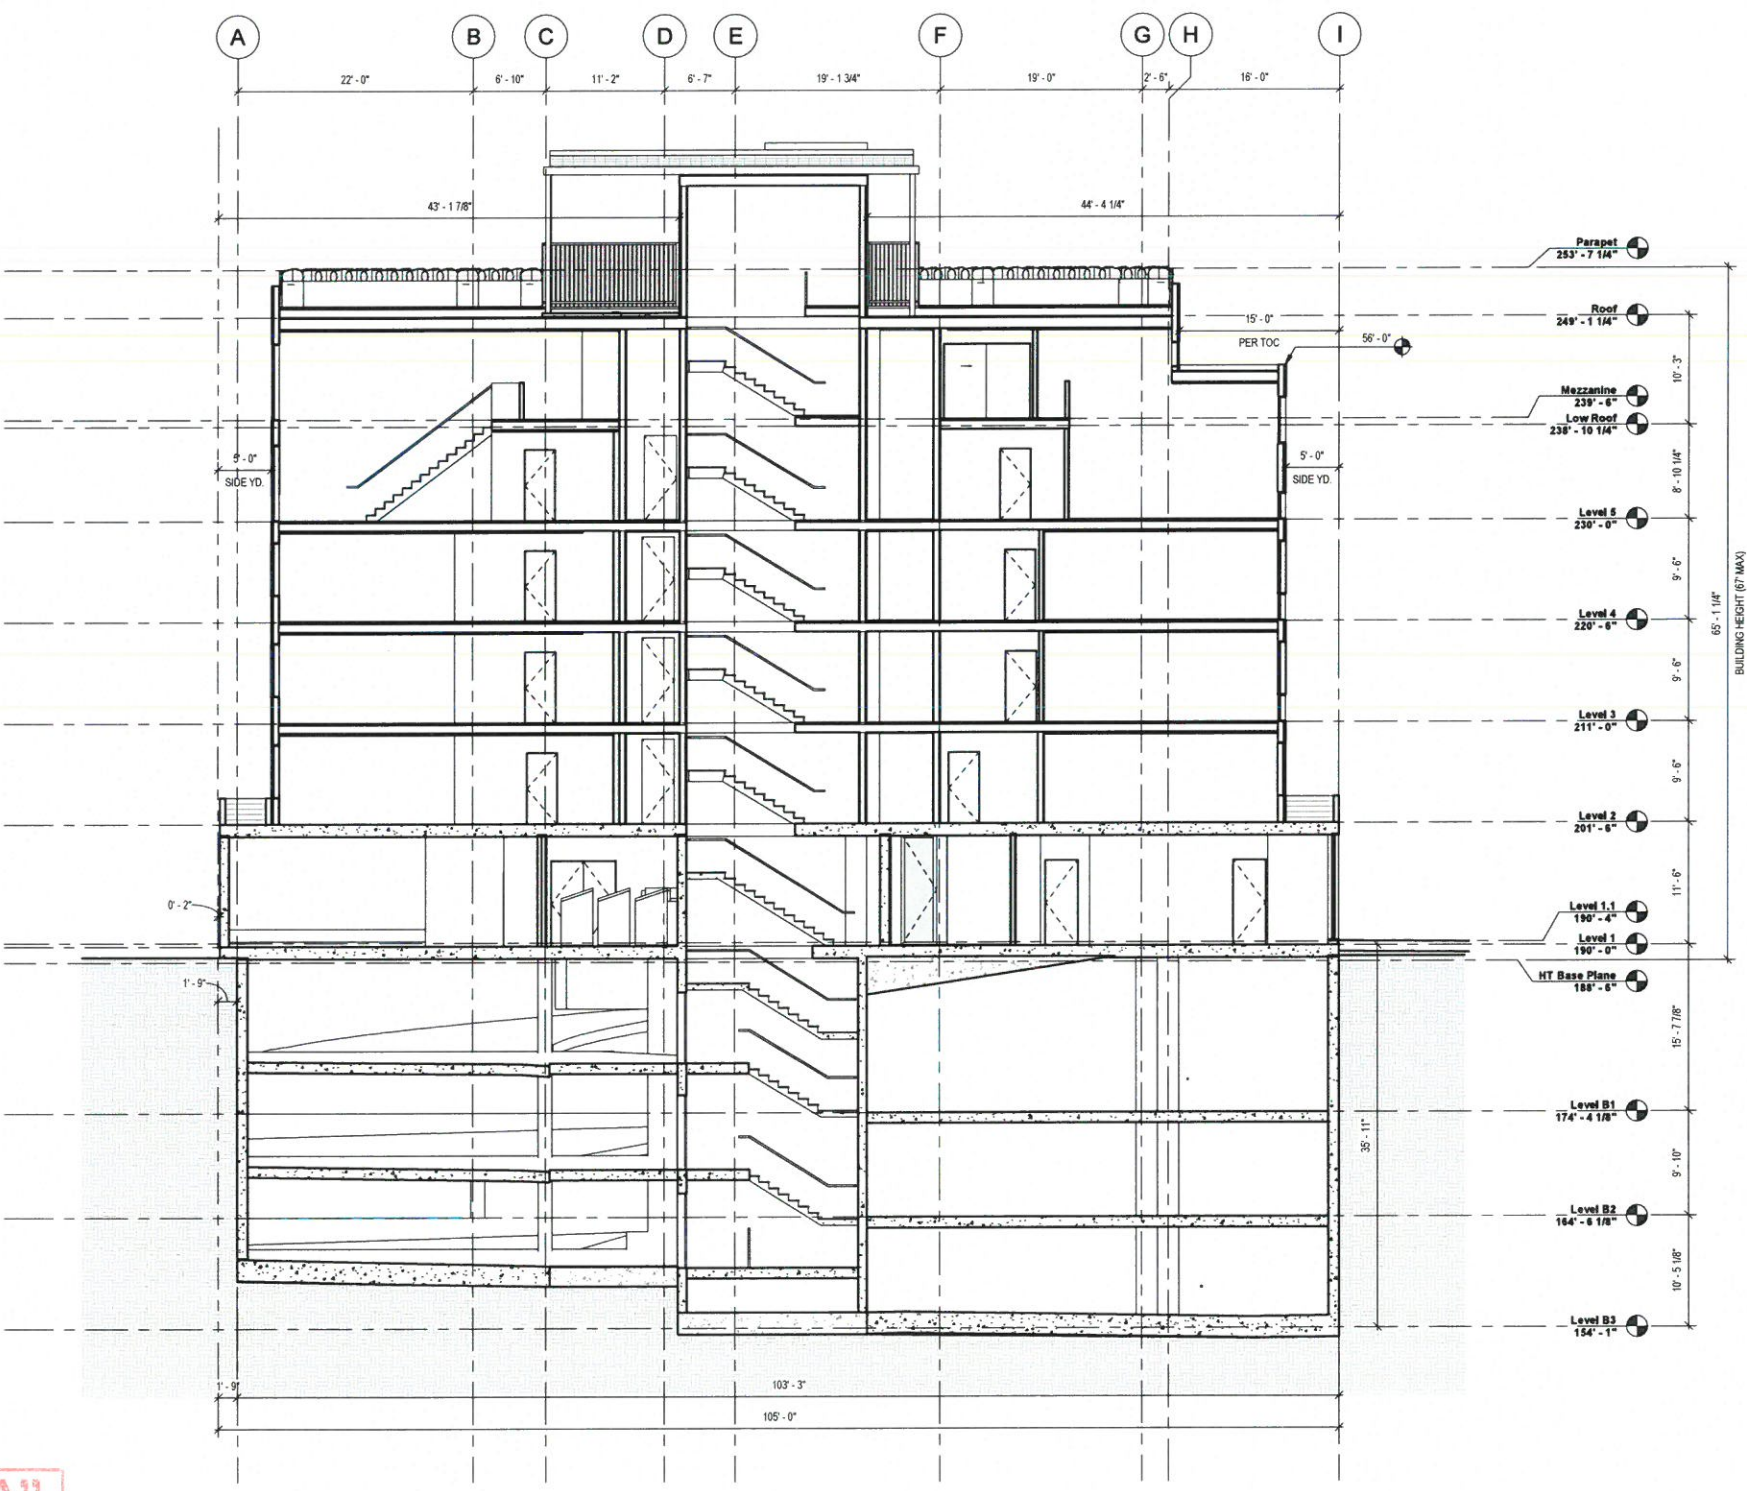 A B C D E F G H I
22' - 0" 6' - 10" 11' - 2" 6' - 7" 19' - 1 3/4" 19' - 0" 2' - 6" 16' - 0"
43' - 1 7/8" 44' - 4 1/4"
Parapet
253' - 7 1/4"
Roof
249' - 1 1/4"
15' - 0"
PER TOC
56' - 0"
10' - 3"
Mezzanine
239' - 6"
Low Roof
238' - 10 1/4"
5' - 0"
SIDE YD.
5' - 0"
SIDE YD.
8' - 10 1/4"
Level 5
230' - 0"
9' - 6"
Level 4
220' - 6"
65' - 1 1/4"
BUILDING HEIGHT (67' MAX)
9' - 6"
Level 3
211' - 0"
9' - 6"
Level 2
201' - 6"
11' - 6"
0' - 2"
Level 1.1
190' - 4"
Level 1
190' - 0"
HT Base Plane
188' - 6"
1' - 9"
15' - 7 7/8"
Level B1
174' - 4 1/8"
35' - 11"
9' - 10"
Level B2
164' - 6 1/8"
10' - 5 1/8"
Level B3
154' - 1"
1' - 9" 103' - 3"
105' - 0"